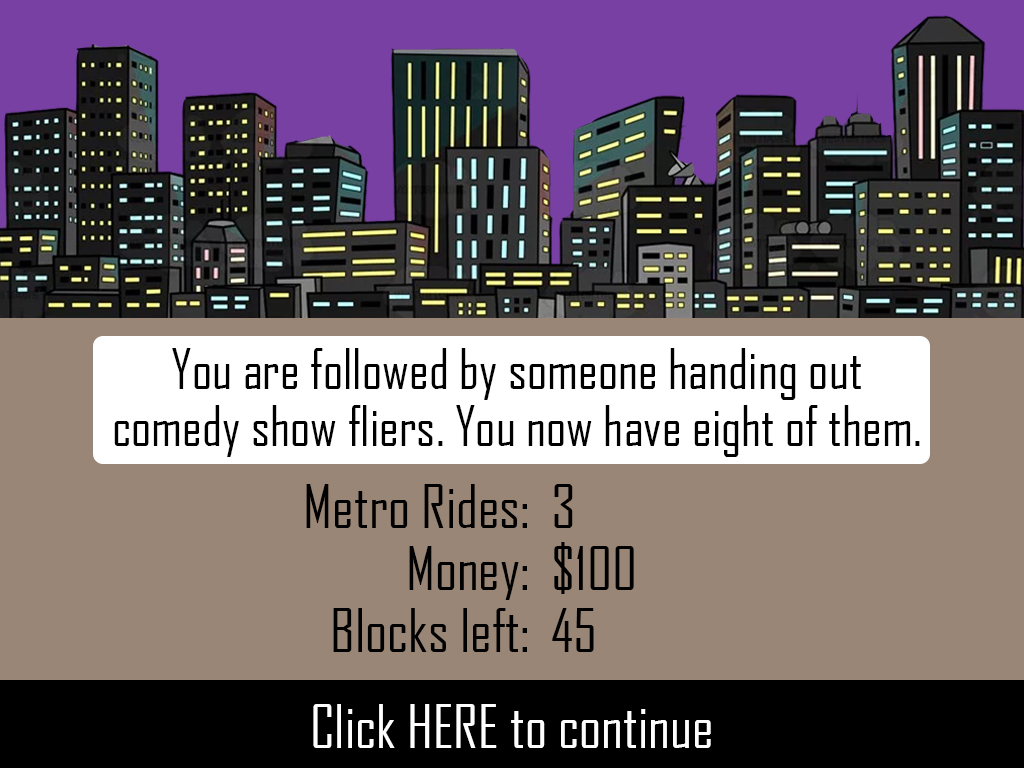 You are followed by someone handing out
comedy show fliers. You now have eight of them.
Metro Rides: 3
Money: $100
Blocks left: 45
Click HERE to continue